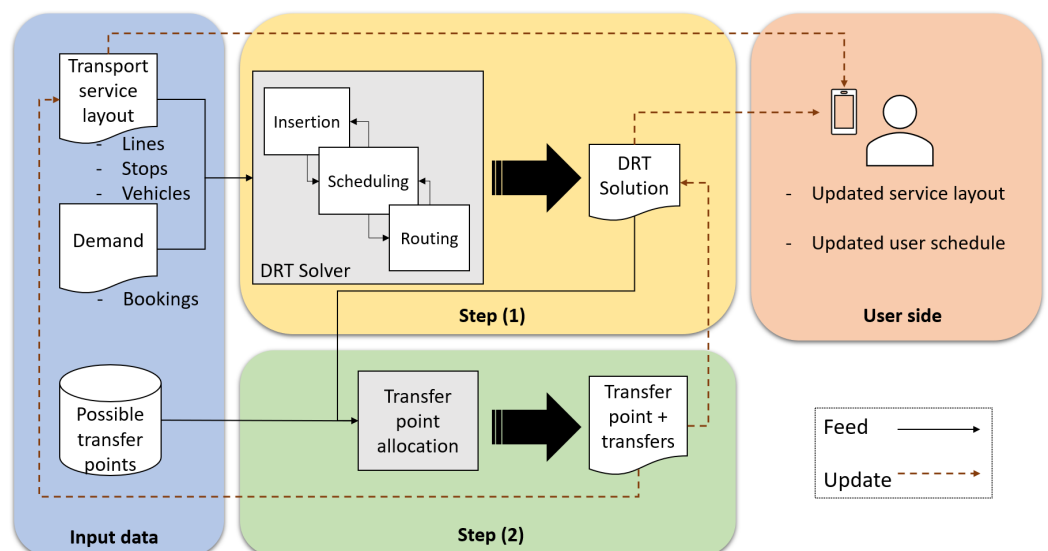 Transport
service
layout
- Lines
- Stops
- Vehicles
Demand
- Bookings
Possible
transfer
points
Input data
Insertion
Scheduling
Routing
DRT Solver
DRT
Solution
Step (1)
Transfer
point
allocation
Transfer
point +
transfers
Step (2)
- Updated service layout
- Updated user schedule
User side
Feed
Update